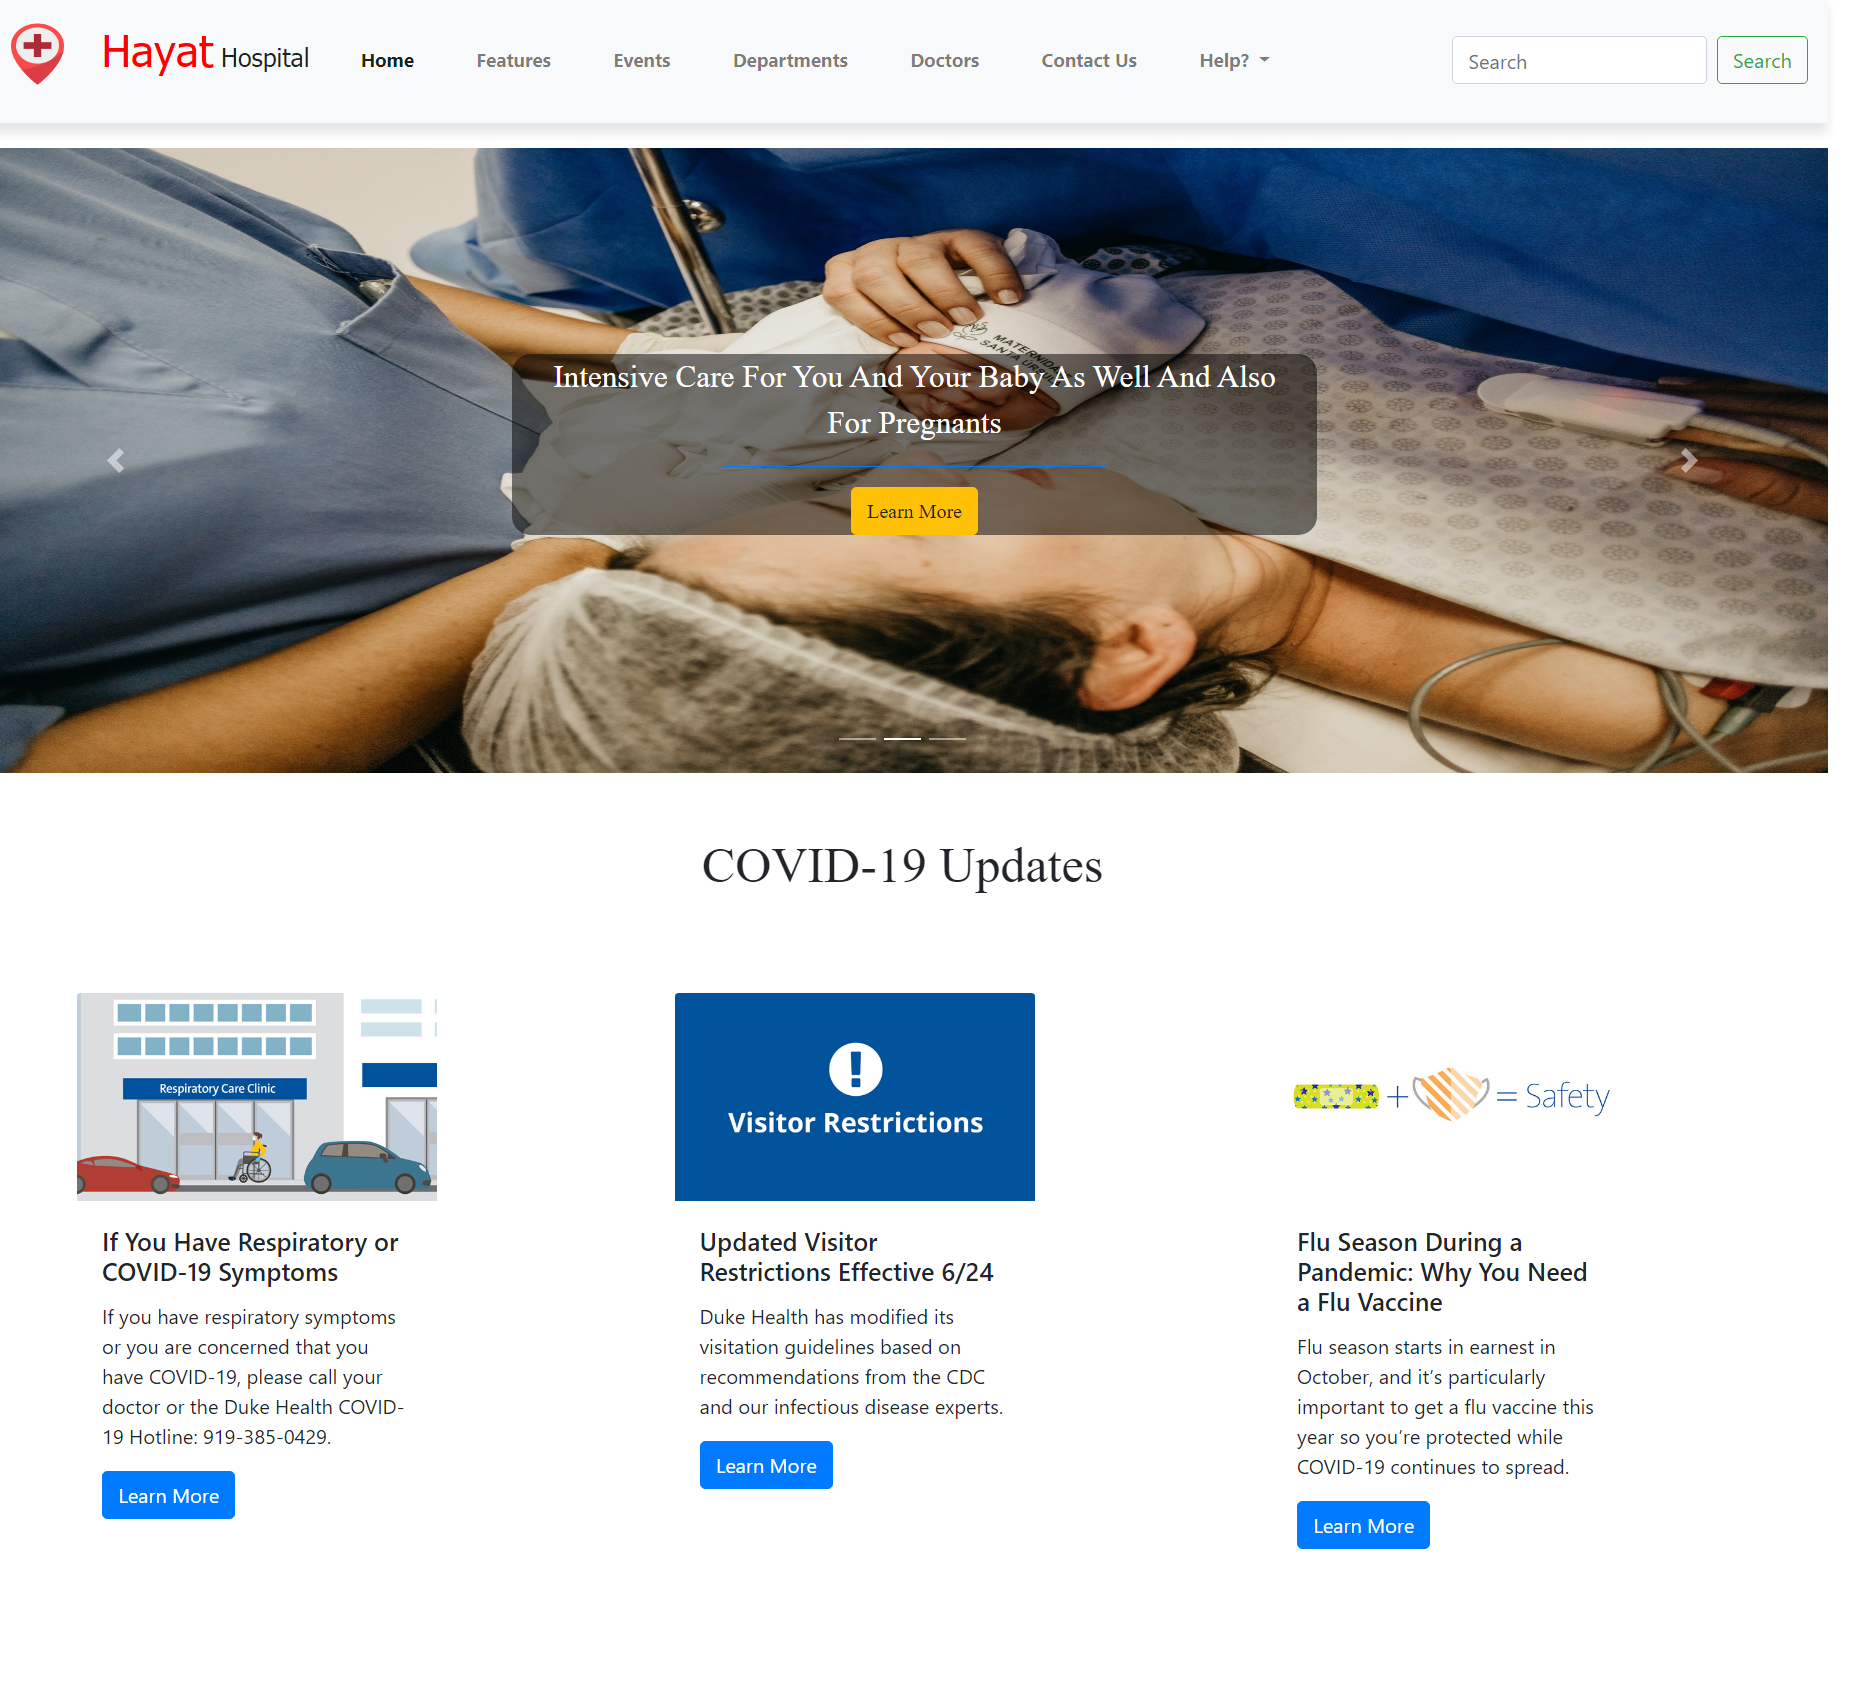 Hayat Hospital
Home
Features
Events
Departments
Doctors
Contact Us
Help?
Search
Search
MATERNIDA
SANTA
Intensive Care For You And Your Baby As Well And Also
For Pregnants
Learn More
COVID-19 Updates
Respiratory Care Clinic
If You Have Respiratory or
COVID-19 Symptoms
If you have respiratory symptoms
or you are concerned that you
have COVID-19, please call your
doctor or the Duke Health COVID-
19 Hotline: 919-385-0429.
Learn More
Visitor Restrictions
Updated Visitor
Restrictions Effective 6/24
Duke Health has modified its
visitation guidelines based on
recommendations from the CDC
and our infectious disease experts.
Learn More
+ = Safety
Flu Season During a
Pandemic: Why You Need
a Flu Vaccine
Flu season starts in earnest in
October, and it’s particularly
important to get a flu vaccine this
year so you’re protected while
COVID-19 continues to spread.
Learn More